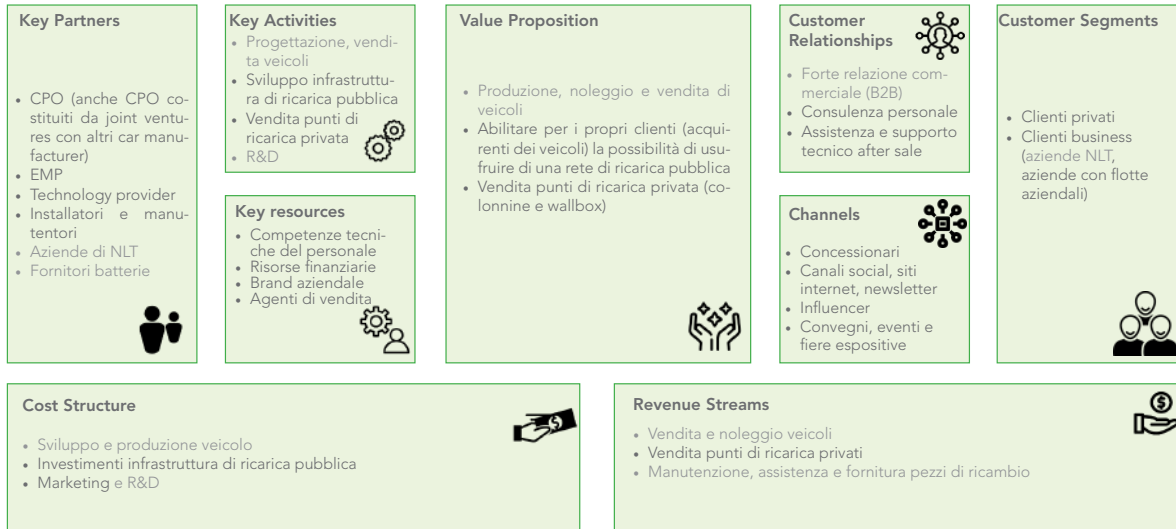 Key Partners
• CPO (anche CPO co-
stituiti da joint ventu-
res con altri car manu-
facturer)
• EMP
• Technology provider
• Installatori e manu-
tentori
• Aziende di NLT
• Fornitori batterie
Key Activities
• Progettazione, vendi-
ta veicoli
• Sviluppo infrastruttu-
ra di ricarica pubblica
• Vendita punti di
ricarica privata
• R&D
Key resources
• Competenze tecni-
che del personale
• Risorse finanziarie
• Brand aziendale
• Agenti di vendita
Value Proposition
• Produzione, noleggio e vendita di
veicoli
• Abilitare per i propri clienti (acqui-
renti dei veicoli) la possibilità di usu-
fruire di una rete di ricarica pubblica
• Vendita punti di ricarica privata (co-
lonnine e wallbox)
Customer
Relationships
• Forte relazione com-
merciale (B2B)
• Consulenza personale
• Assistenza e supporto
tecnico after sale
Channels
• Concessionari
• Canali social, siti
internet, newsletter
• Influencer
• Convegni, eventi e
fiere espositive
Customer Segments
• Clienti privati
• Clienti business
(aziende NLT,
aziende con flotte
aziendali)
Cost Structure
• Sviluppo e produzione veicolo
• Investimenti infrastruttura di ricarica pubblica
• Marketing e R&D
$
Revenue Streams
• Vendita e noleggio veicoli
• Vendita punti di ricarica privati
• Manutenzione, assistenza e fornitura pezzi di ricambio
$